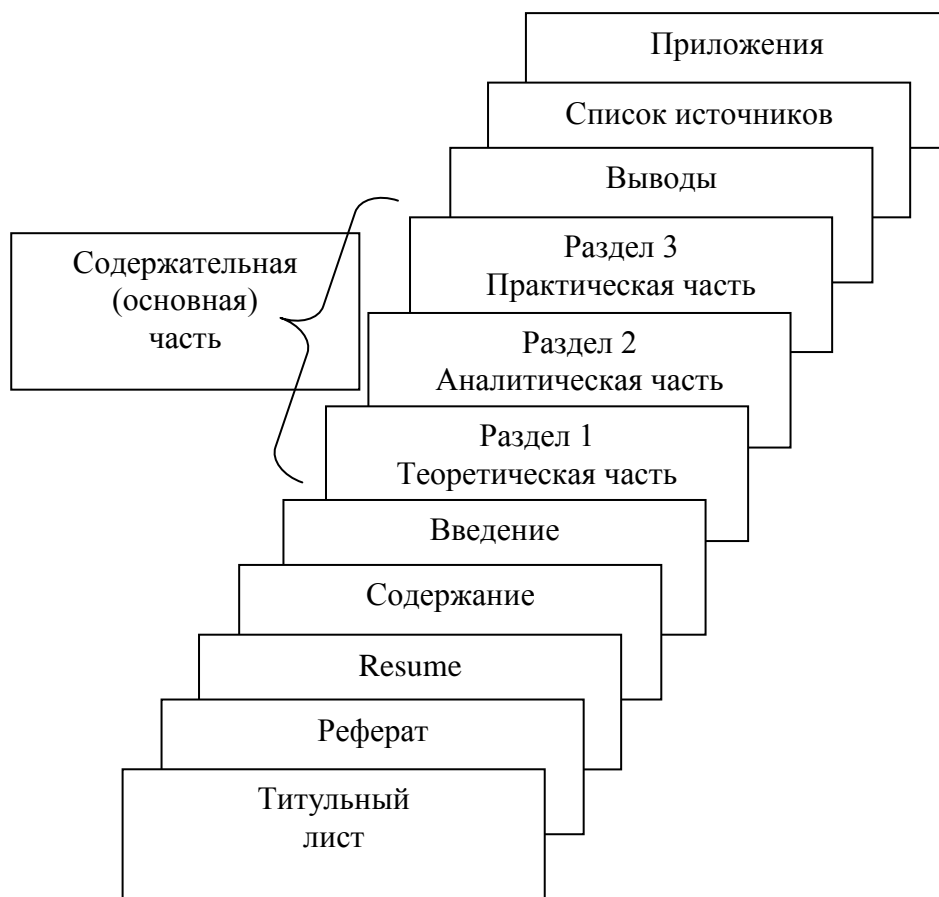 Приложения
Список источников
Выводы
Раздел 3
Практическая часть
Содержательная
(основная)
часть
Раздел 2
Аналитическая часть
Раздел 1
Теоретическая часть
Введение
Содержание
Resume
Реферат
Титульный
лист